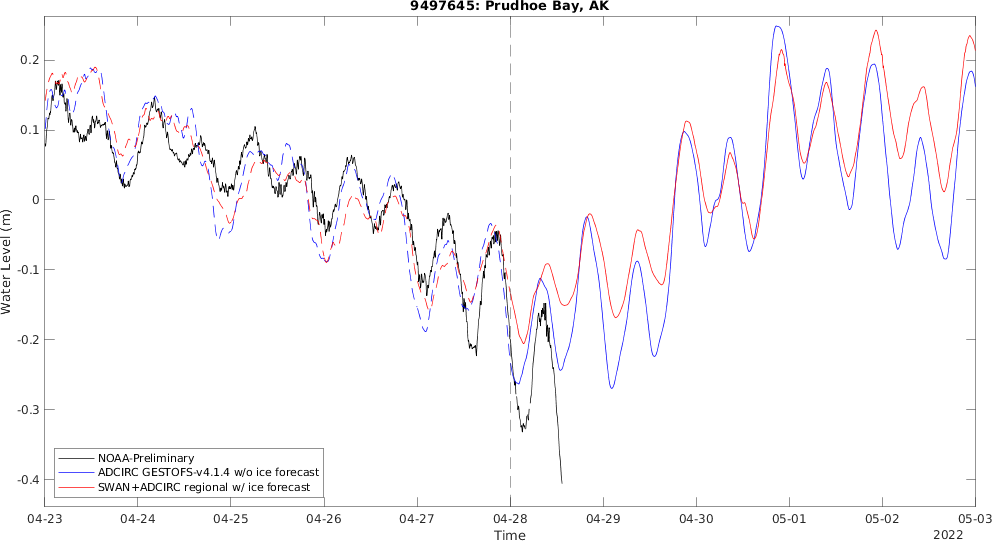 9497645: Prudhoe Bay, AK
Water Level (m)
0.2
0.1
0
-0.1
-0.2
-0.3
-0.4
NOAA-Preliminary
ADCIRC GESTOFS-v4.1.4 w/o ice forecast
SWAN+ADCIRC regional w/ ice forecast
04-23 04-24 04-25 04-26 04-27 04-28 04-29 04-30 05-01 05-02 05-03
Time
2022